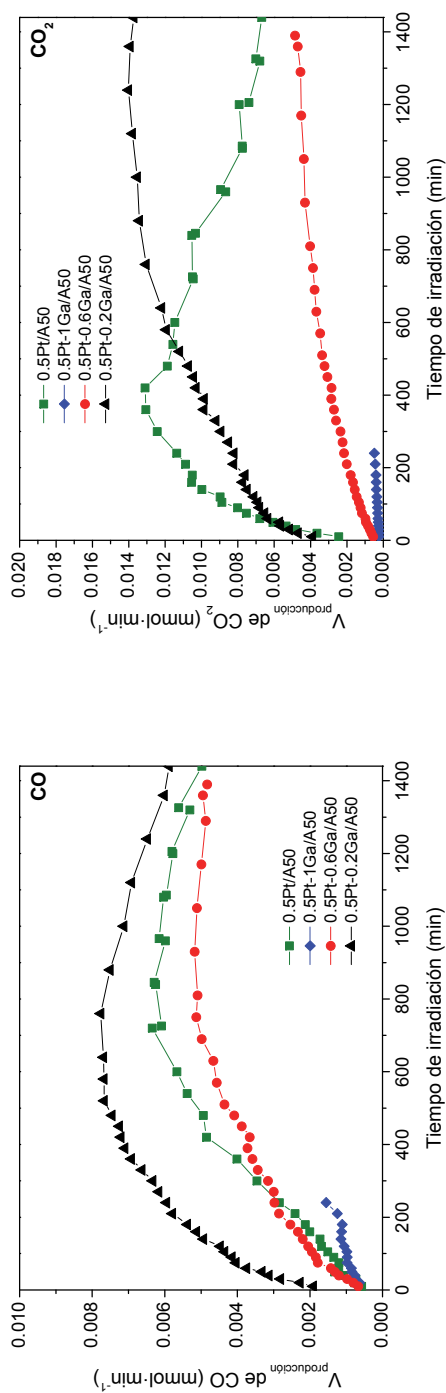 CO
0.010
0.008
0.006
0.004
0.002
0.000
V producción
de CO (mmol·min⁻¹)
0.5Pt/A50
0.5Pt-1Ga/A50
0.5Pt-0.6Ga/A50
0.5Pt-0.2Ga/A50
0 200 400 600 800 1000 1200 1400
Tiempo de irradiación (min)
CO₂
0.020
0.018
0.016
0.014
0.012
0.010
0.008
0.006
0.004
0.002
0.000
V producción
de CO₂ (mmol·min⁻¹)
0.5Pt/A50
0.5Pt-1Ga/A50
0.5Pt-0.6Ga/A50
0.5Pt-0.2Ga/A50
0 200 400 600 800 1000 1200 1400
Tiempo de irradiación (min)